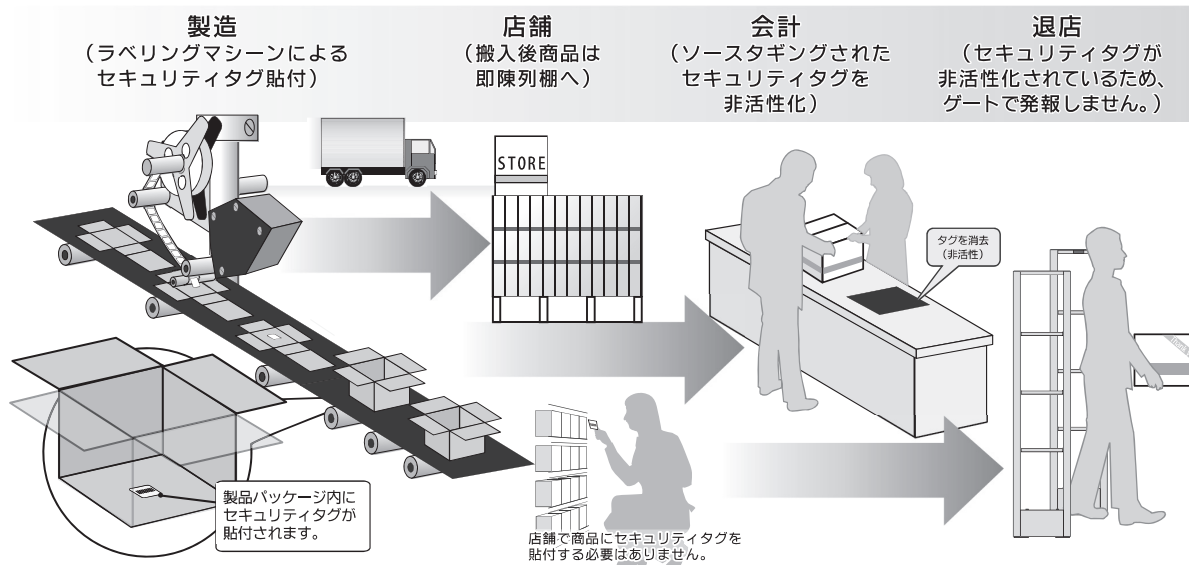 製造
(ラベリングマシーンによる
セキュリティタグ貼付)
店舗
(搬入後商品は
即陳列棚へ)
会計
(ソースタギングされた
セキュリティタグを
非活性化)
退店
(セキュリティタグが
非活性化されているため、
ゲートで発報しません。)
STORE
タグを消去
(非活性)
製品パッケージ内に
セキュリティタグが
貼付されます。
店舗で商品にセキュリティタグを
貼付する必要はありません。